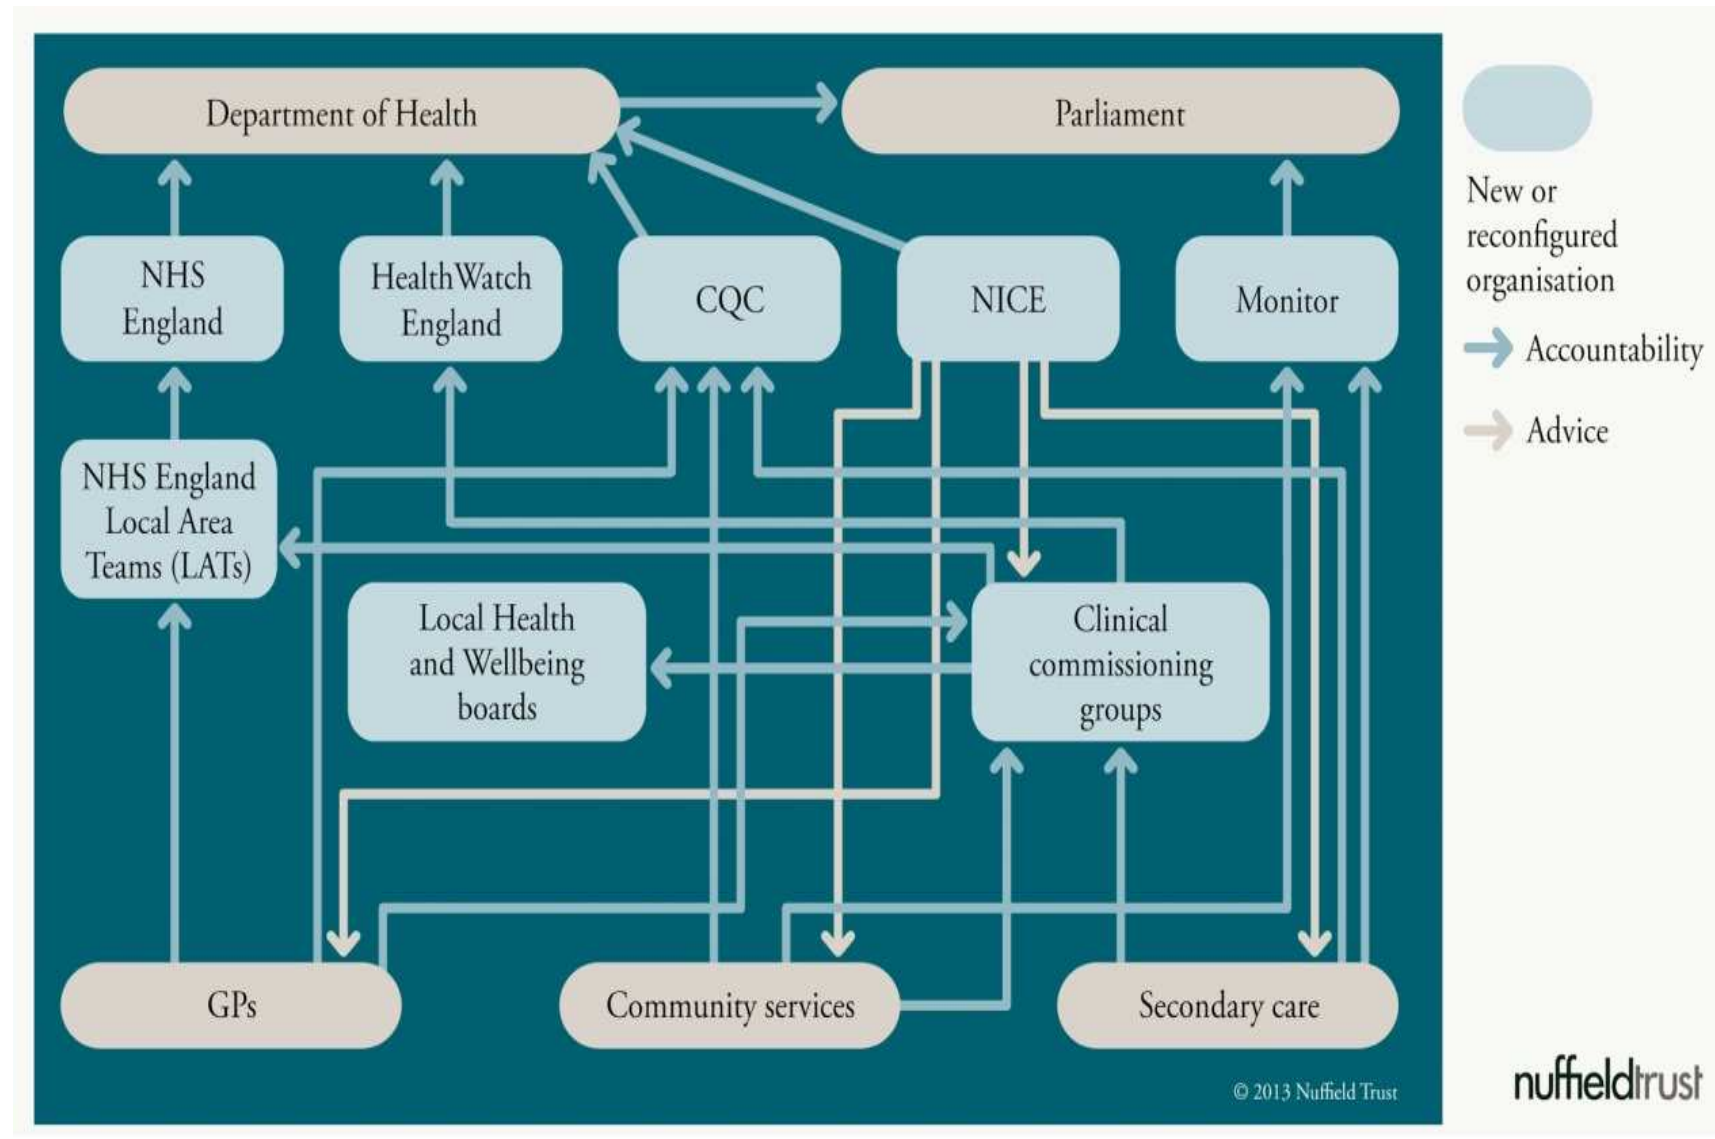 Department of Health
Parliament
New or
reconfigured
organisation
NHS
England
HealthWatch
England
CQC
NICE
Monitor
Accountability
Advice
NHS England
Local Area
Teams (LATs)
Local Health
and Wellbeing
boards
Clinical
commissioning
groups
GPs
Community services
Secondary care
© 2013 Nuffield Trust
nuffieldtrust